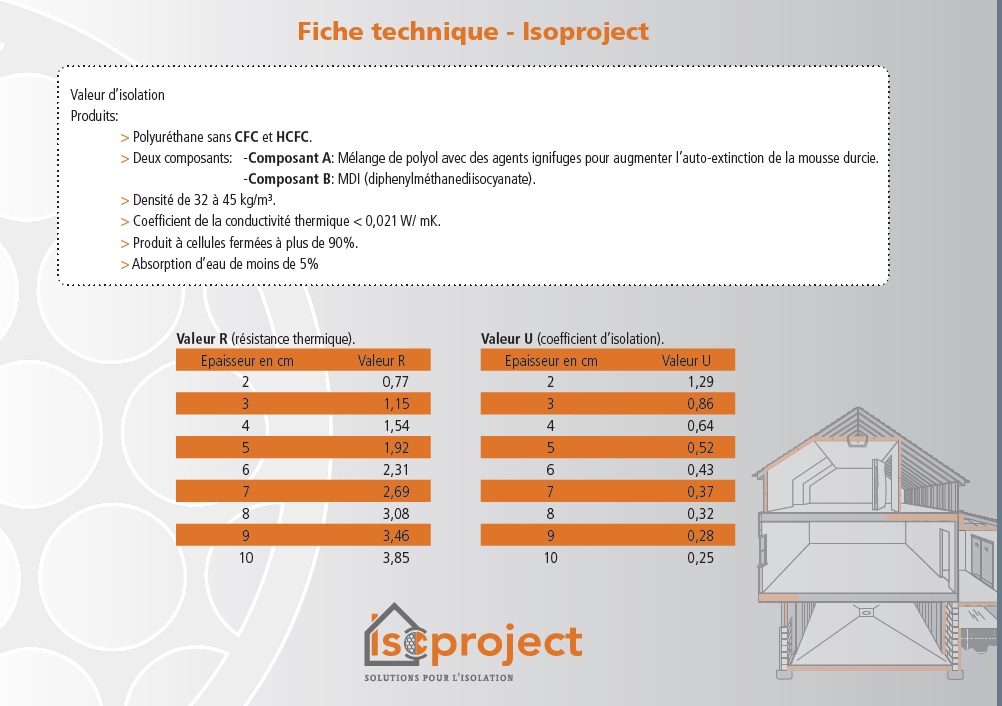 Fiche technique - Isoproject
Valeur d'isolation
Produits:
> Polyuréthane sans CFC et HCFC.
> Deux composants: -Composant A: Mélange de polyol avec des agents ignifuges pour augmenter l'auto-extinction de la mousse durcie.
-Composant B: MDI (diphenylméthanediisocyanate).
> Densité de 32 à 45 kg/m³.
> Coefficient de la conductivité thermique < 0,021 W/ mK.
> Produit à cellules fermées à plus de 90%.
> Absorption d'eau de moins de 5%
Valeur R (résistance thermique).
Epaisseur en cm Valeur R
2 0,77
3 1,15
4 1,54
5 1,92
6 2,31
7 2,69
8 3,08
9 3,46
10 3,85
Valeur U (coefficient d'isolation).
Epaisseur en cm Valeur U
2 1,29
3 0,86
4 0,64
5 0,52
6 0,43
7 0,37
8 0,32
9 0,28
10 0,25
isoproject
SOLUTIONS POUR L'ISOLATION